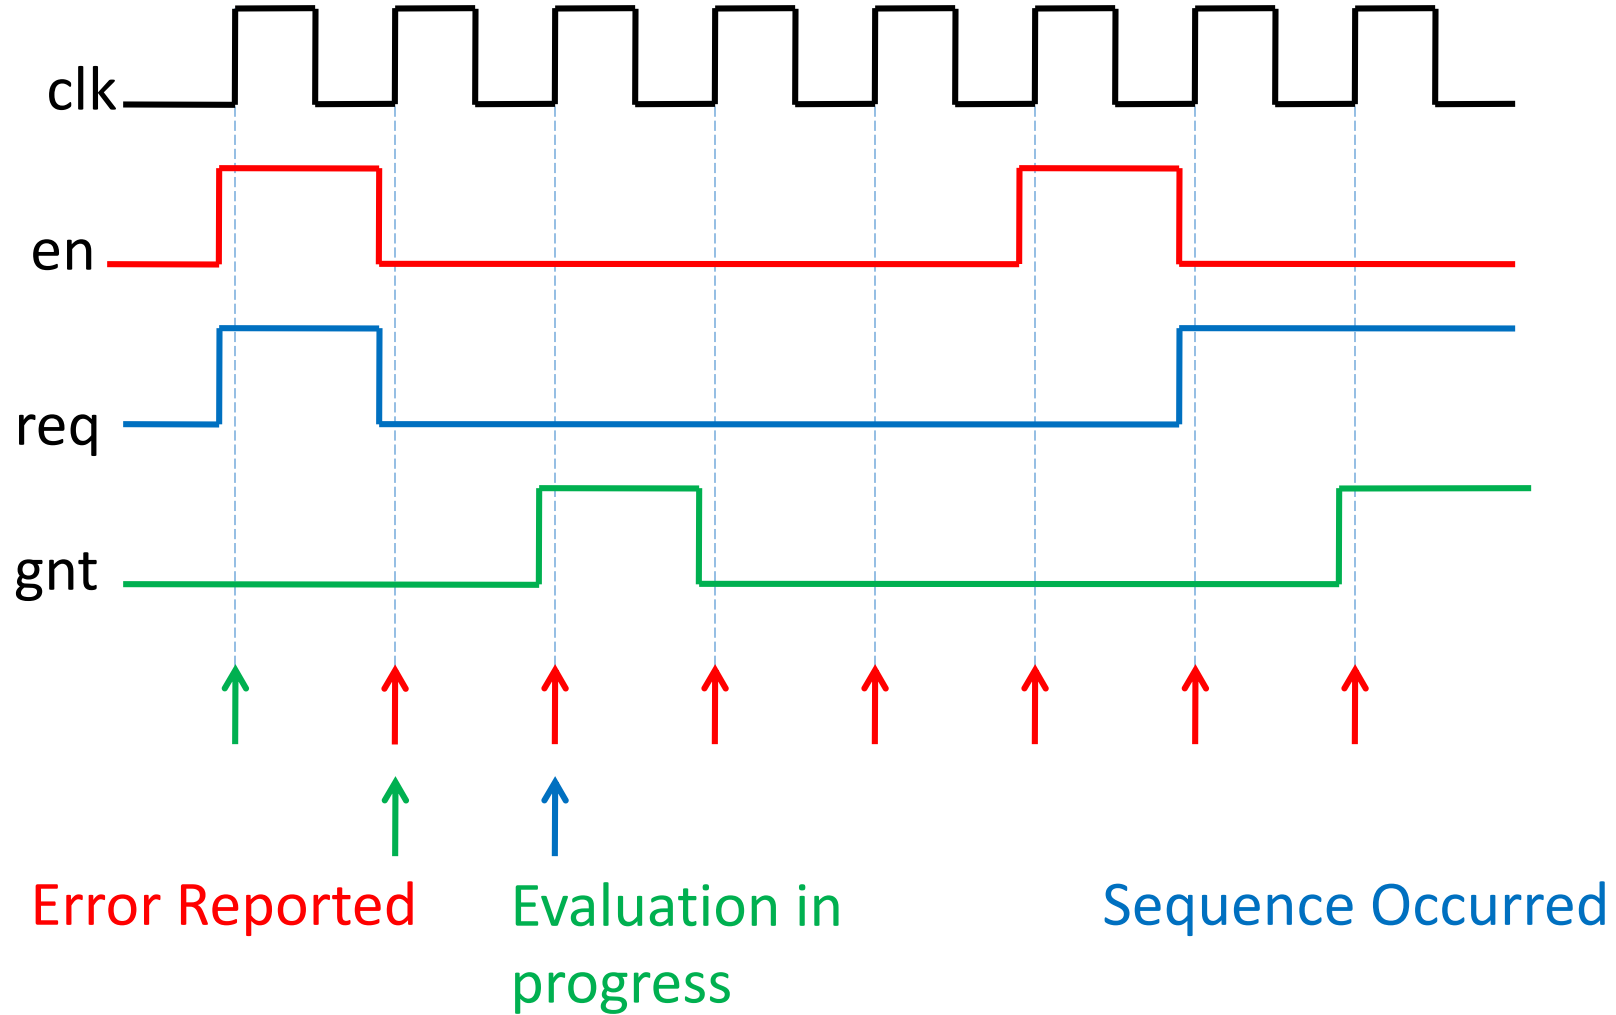 clk
en
req
gnt
Error Reported
Evaluation in
progress
Sequence Occurred